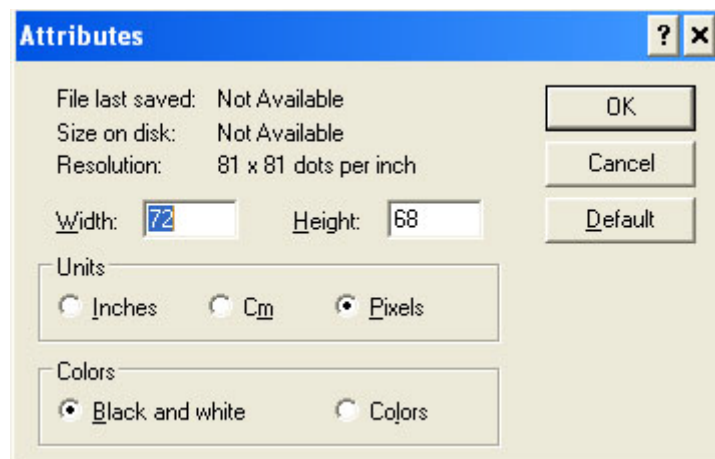 Attributes
File last saved: Not Available
OK
Size on disk: Not Available
Resolution: 81 x 81 dots per inch
Cancel
Width: 72 Height: 68
Default
Units
Inches Cm Pixels
Colors
Black and white Colors